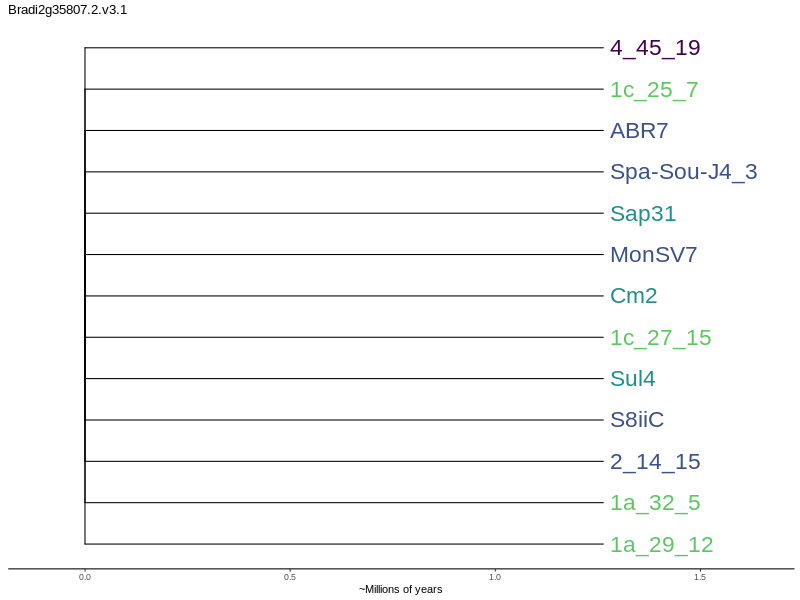 Bradi2g35807.2.v3.1
4_45_19
1c_25_7
ABR7
Spa-Sou-J4_3
Sap31
MonSV7
Cm2
1c_27_15
Sul4
S8iiC
2_14_15
1a_32_5
1a_29_12
0.0 0.5 1.0 1.5
~Millions of years